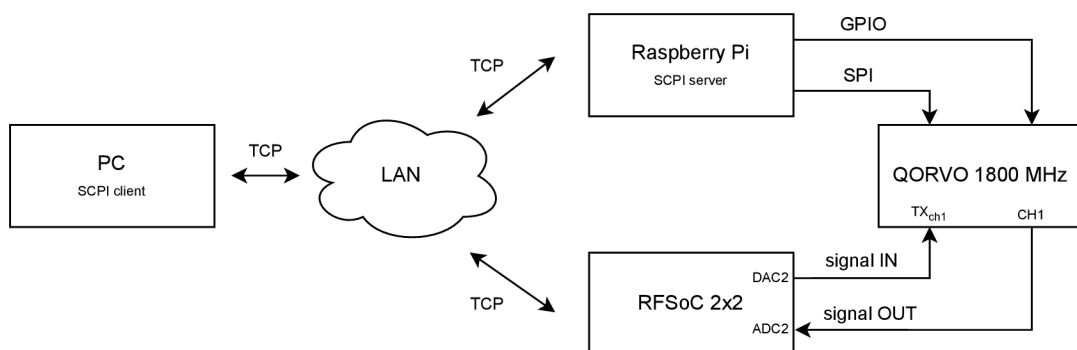 GPIO
TCP
Raspberry Pi
SCPI server
SPI
PC
SCPI client
TCP
LAN
QORVO 1800 MHz
TXch1
CH1
TCP
RFSoC 2x2
DAC2
signal IN
ADC2
signal OUT